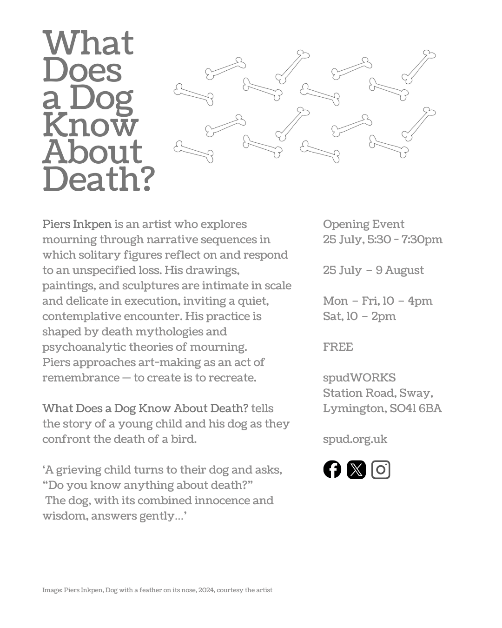 What
Does
a Dog
Know
About
Death?
Piers Inkpen is an artist who explores
mourning through narrative sequences in
which solitary figures reflect on and respond
to an unspecified loss. His drawings,
paintings, and sculptures are intimate in scale
and delicate in execution, inviting a quiet,
contemplative encounter. His practice is
shaped by death mythologies and
psychoanalytic theories of mourning.
Piers approaches art-making as an act of
remembrance — to create is to recreate.
What Does a Dog Know About Death? tells
the story of a young child and his dog as they
confront the death of a bird.
‘A grieving child turns to their dog and asks,
“Do you know anything about death?”
The dog, with its combined innocence and
wisdom, answers gently...’
Opening Event
25 July, 5:30 - 7:30pm
25 July – 9 August
Mon – Fri, 10 – 4pm
Sat, 10 – 2pm
FREE
spudWORKS
Station Road, Sway,
Lymington, SO41 6BA
spud.org.uk
Image: Piers Inkpen, Dog with a feather on its nose, 2024, courtesy the artist